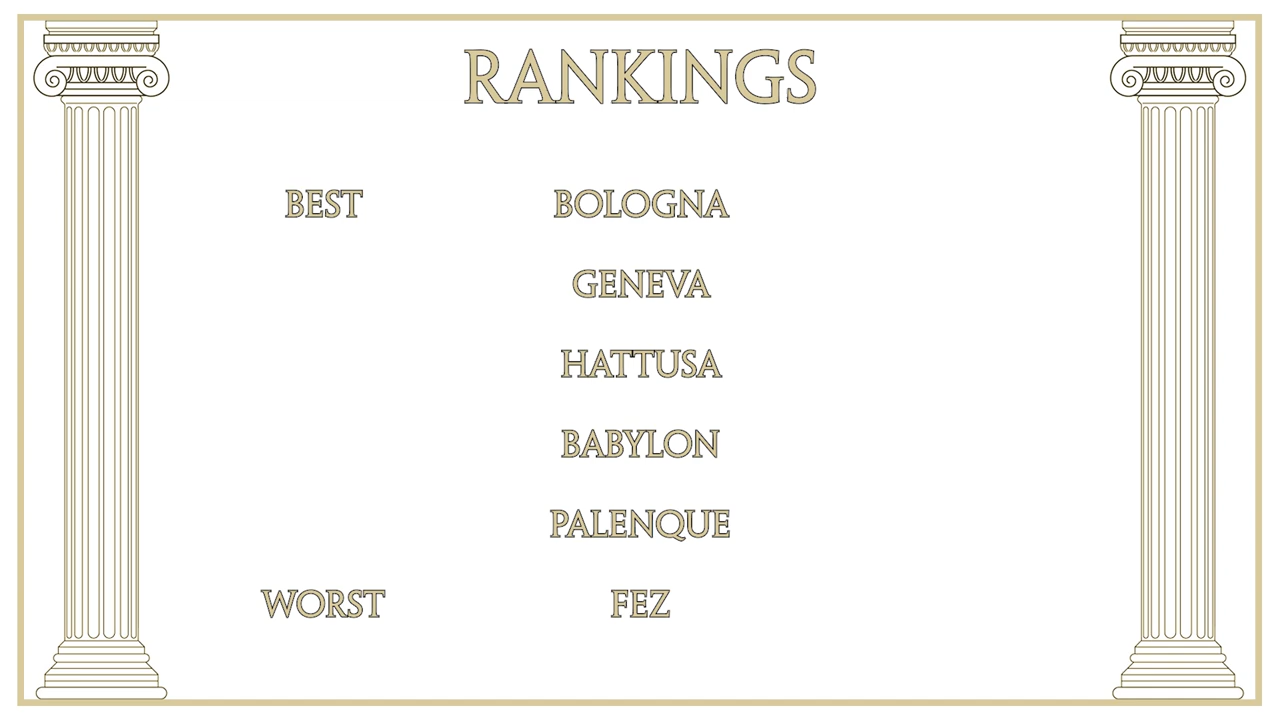 RANKINGS
BEST BOLOGNA
GENEVA
HATTUSA
BABYLON
PALENQUE
WORST FEZ